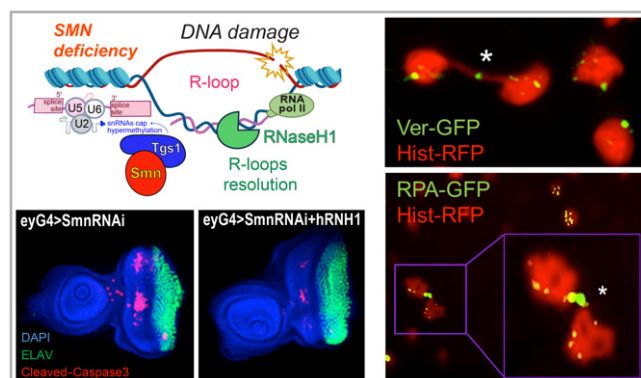 SMN
deficiency
DNA damage
R-loop
5'
splice
site
U5
U6
U2
3'
splice
site
snRNAs cap
hypermethylation
Tgs1
Smn
RNA
pol II
RNaseH1
R-loops
resolution
*
Ver-GFP
Hist-RFP
RPA-GFP
Hist-RFP
*
eyG4>SmnRNAi
eyG4>SmnRNAi+hRNH1
DAPI
ELAV
Cleaved-Caspase3